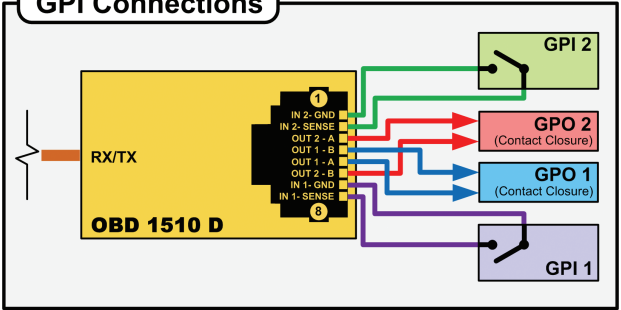 GPI Connections
RX/TX
OBD 1510 D
1
IN 2- GND
IN 2- SENSE
OUT 2 - A
OUT 1 - B
OUT 1 - A
OUT 2 - B
IN 1- GND
IN 1- SENSE
8
GPI 2
GPO 2
(Contact Closure)
GPO 1
(Contact Closure)
GPI 1